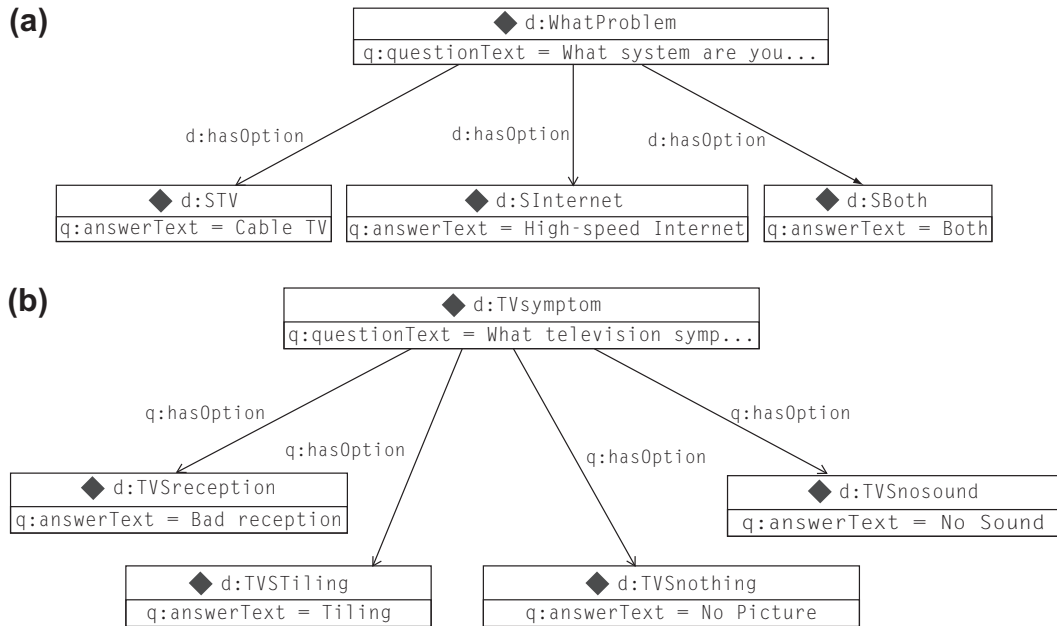 (a)
d:WhatProblem
q:questionText = What system are you...
d:hasOption
d:hasOption
d:hasOption
d:STV
q:answerText = Cable TV
d:SInternet
q:answerText = High-speed Internet
d:SBoth
q:answerText = Both
(b)
d:TVsymptom
q:questionText = What television symp...
q:hasOption
q:hasOption
q:hasOption
q:hasOption
d:TVSreception
q:answerText = Bad reception
d:TVSnosound
q:answerText = No Sound
d:TVSTiling
q:answerText = Tiling
d:TVSnothing
q:answerText = No Picture